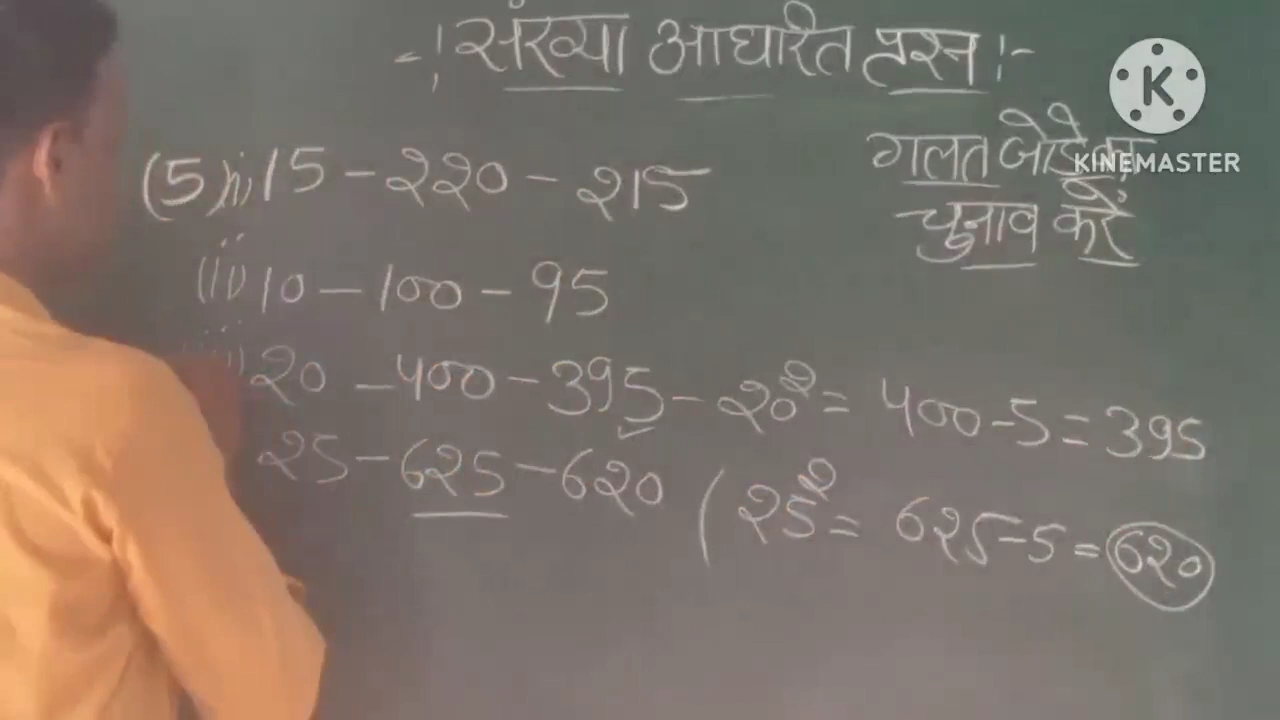 -: संख्या आधारित प्रश्न :-
गलत जोड़े का
KINEMASTER
चुनाव करें
(5) (i) 15 - 220 - 215
(ii) 10 - 100 - 95
(iii) 20 - 400 - 395 - 20² = 400 - 5 = 395
25 - 625 - 620 (25² = 625 - 5 = 620